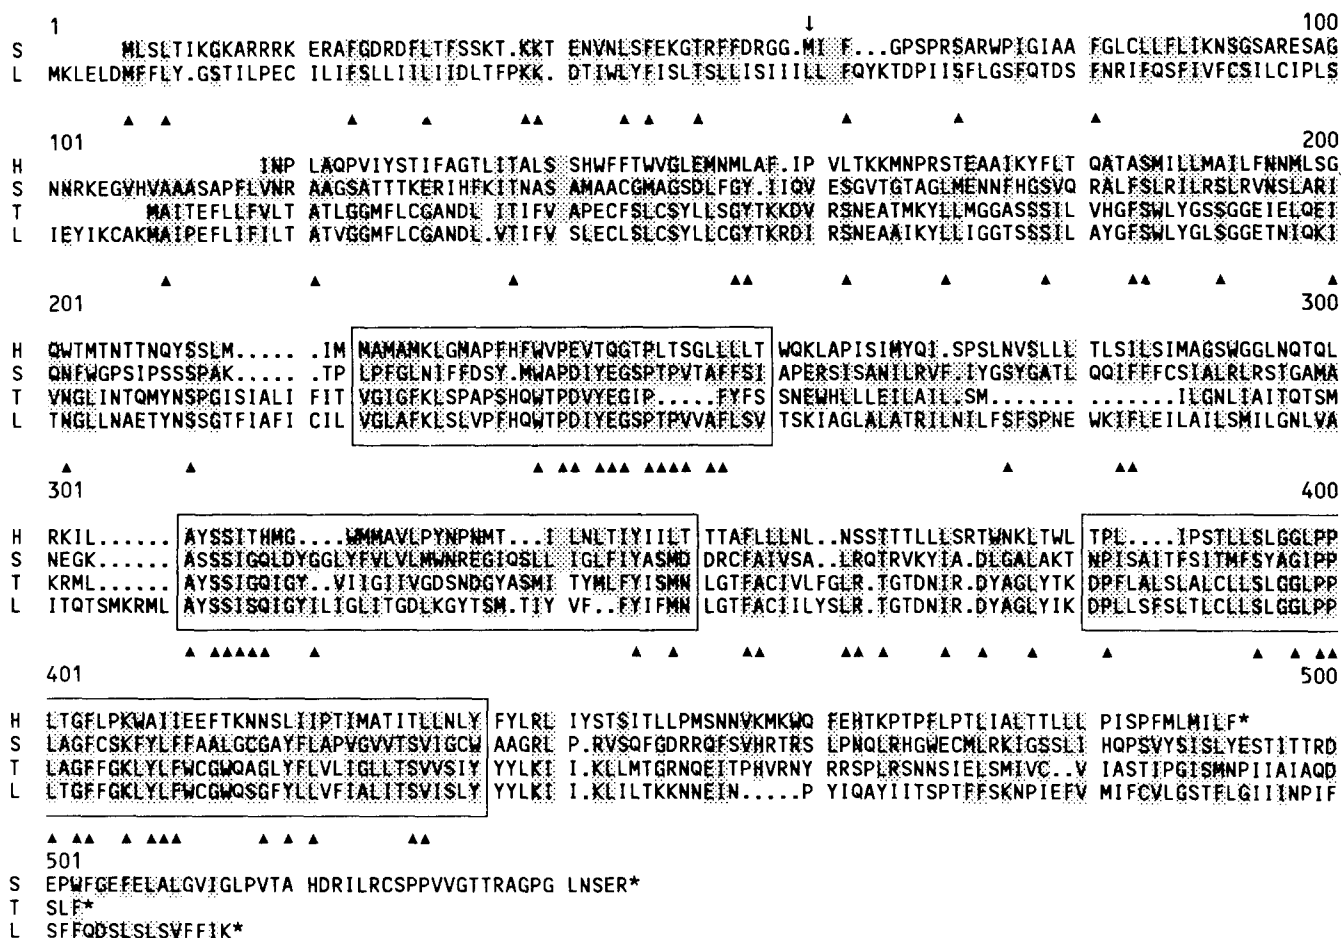 1 ↓ 100
S MLSLTIKGKARRRK ERAFGDRDFLTFSSKT.KKT ENVNLSFEKGTRFFDRGG.MI F...GPSPRSARWPIGIAA FGLCLLFLIKNSGSARESAG
L MKLELDMFFLY.GSTILPEC ILIFSLLIILIIDLTFPKK.DTIWLYFISLTSLLISIIILL FQYKTDPIISFLGSFQTDS FNRIFQSFIVFCSILCIPLS
▲ ▲ ▲ ▲ ▲▲ ▲ ▲ ▲ ▲ ▲ ▲
101 200
H INP LAQPVIYSTIFAGTLITALS SHWFFTWVGLEMNMLAF.IP VLTKKMNPRSTEAAIKYFLT QATASMILLMAILFNNMLSG
S NNRKEGVHVAAASAPFLVNR AAGSATTTKERIHFKITNAS AMAACGMAGSDLFGY.IIQV ESGVTGTAGLMENNFHGSVQ RALFSLRILRSLRVNSLARI
T MAITEFLLFVLT ATLGGMFLCGANDL ITIFV APECFSLCSYLLSGYTKKDV RSNEATMKYLLMGGASSSIL VHGFSWLYGSSGGEIELQEI
L IEYIKCAKMAIPEFLIFILT ATVGGMFLCGANDL.VTIFV SLECLSLCSYLLCGYTKRDI RSNEAAIKYLLIGGTSSSIL AYGFSWLYGLSGGETNIQKI
▲ ▲ ▲ ▲▲ ▲ ▲ ▲ ▲▲ ▲ ▲
201 300
H QWTMTNTTNQYSSLM..... .IM MAMAMKLGMAPFHFWVPEVTQGTPLTSGLLLLT WQKLAPISIMYQI.SPSLNVSLLL TLSILSIMAGSWGGLNQTQL
S QNFWGPSIPSSSPAK..... .TP LPFGLNIFFDSY.MWAPDIYEGSPTPVTAFFSI APERSISANILRVF.IYGSYGATL QQIFFFCSIALRLRSTGAMA
T VNGLINTQMYNSPGISIALI FIT VGIGFKLSPAPSHQWTPDVYEGIP.....FYFS SNEWHLLLEILAIL.SM....... .......ILGNLIAITQTSM
L TNGLLNAETYNSSGTFIAFI CIL VGLAFKLSLVPFHQWTPDIYEGSPTPVVAFLSV TSKIAGLALATRILNILFSFSPNE WKIFLEILAILSMILGNLVA
▲ ▲ ▲ ▲▲ ▲▲▲ ▲▲▲▲ ▲▲ ▲ ▲▲
301 400
H RKIL...... AYSSITHMG....WMMAVLPYNPNMT...I LNLTIYIILT TTAFLLLNL..NSSTTTLLLSRTWNKLTWL TPL....IPSTLLSLGGLPP
S NEGK...... ASSSIGQLDYGGLYFVLVLMWNREGIQSLLI GLFIYASMDD DRCFAIVSA.LRQTRVKYIA.DLGALAKT NPISAITFSITMFSYAGIPP
T KRML...... AYSSIGQIGY..VIIGIIVGDSNDGYASMI TYMLFYISMN LGTFACIVLFGLR.TGTDNIR.DYAGLYTK DPFLALSLALCLLSLGGLPP
L ITQTSMKRML AYSSISQIGYILIGLITGDLKGYTSM.TIY VF..FYIFMN LGTFACIILYSLR.TGTDNIR.DYAGLYIK DPLLSFSLTLCLLSLGGLPP
▲ ▲▲▲▲▲ ▲ ▲ ▲ ▲▲ ▲▲ ▲ ▲ ▲ ▲ ▲ ▲ ▲ ▲▲
401 500
H LTGFLPKWAIIEEFTKNNSLIIPTIMATITLLNLY FYLRL IYSTSITLLPMSNNVKMKWQ FEHTKPTPFLPTLIALTTLLL PISPFMLMILF*
S LAGFCSKFYLFFAALGCGAYFLAPVGVVTSVIGCW AAGRL P.RVSQFGDRRQFSVHRTRS LPNQLRHGWECMLRKIGSSLI HQPSVYSISLYESTITTRD
T LAGFFGKLYLFWCGWQAGLYFLVLIGLLTSVVSIY YYLKI I.KLLMTGRNQEITPHVRNY RRSPLRSNNSIELSMIVC..V IASTIPGISMNPIIAIAQD
L LTGFFGKLYLFWCGWQSGFYLLVFIALITSVISLY YYLKI I.KLILTKKNNEIN.....P YIQAYIITSPTFFSKNPIEFV MIFCVLGSTFLGIIINPIF
▲ ▲▲ ▲ ▲▲▲ ▲ ▲ ▲ ▲▲
501
S EPWFGEFELALGVIGLPVTA HDRILRCSPPVVGTTRAGPG LNSER*
T SLF*
L SFFQDSLSLSVFFIK*